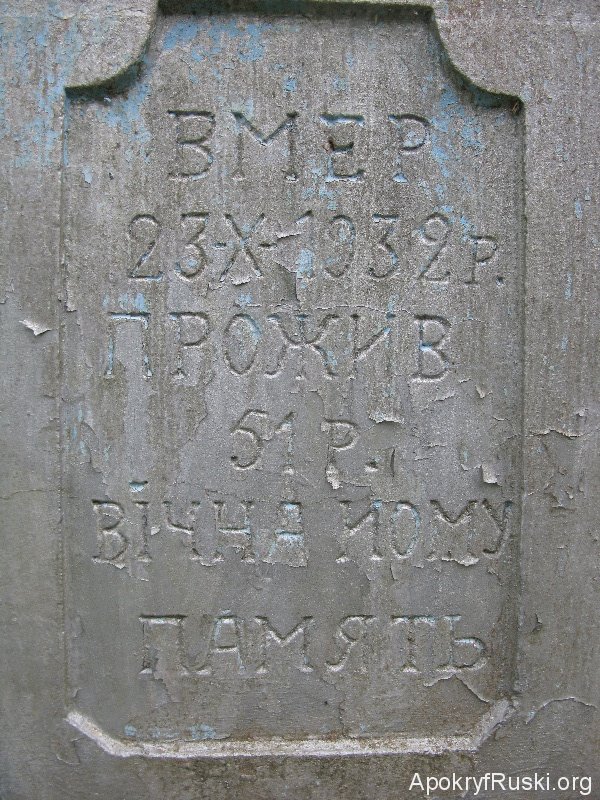 ВМЕР
23-X-1932 Р.
ПРОЖИВ
51 Р.
ВІЧНА ЙОМУ
ПАМЯТЬ
ApokryfRuski.org